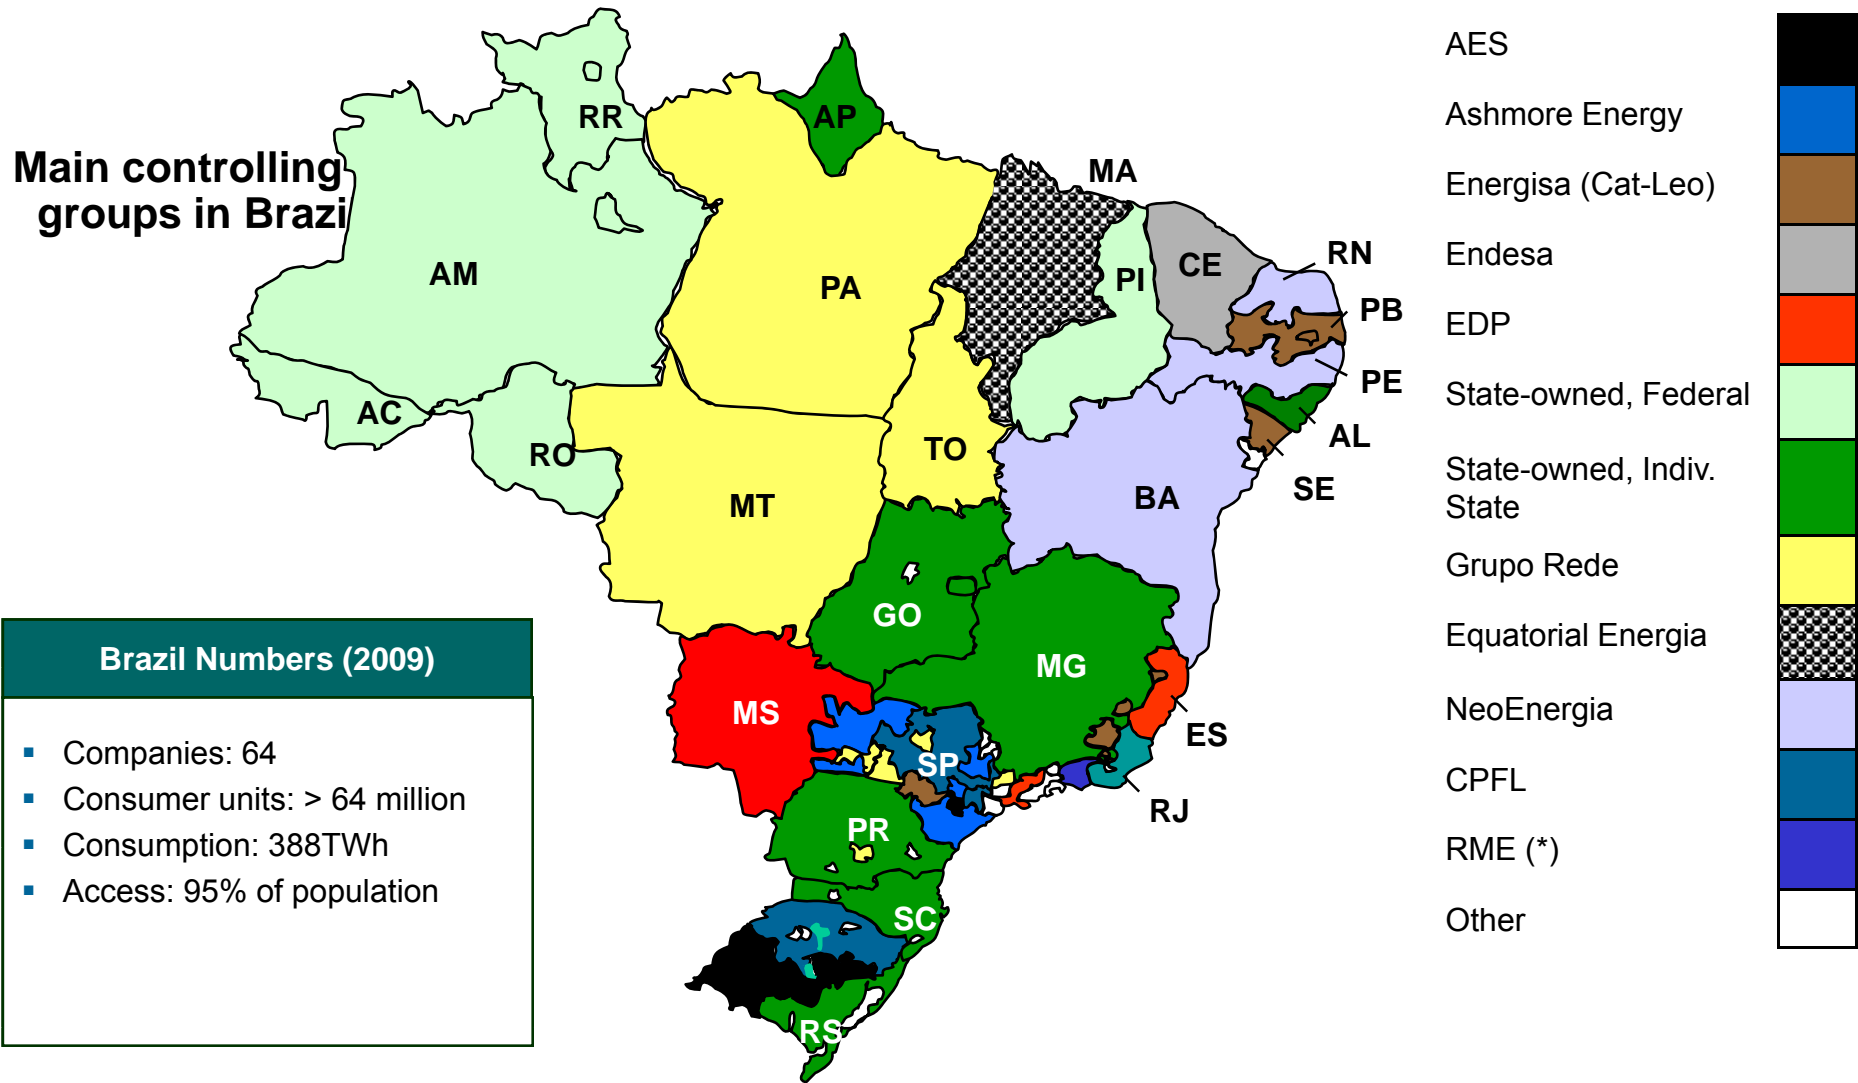 Main controlling
groups in Brazi
RR
AP
AM
PA
MA
PI
CE
RN
PB
PE
AL
SE
AC
RO
TO
MT
BA
GO
MG
MS
ES
SP
RJ
PR
SC
RS
Brazil Numbers (2009)
▪ Companies: 64
▪ Consumer units: > 64 million
▪ Consumption: 388TWh
▪ Access: 95% of population
AES
Ashmore Energy
Energisa (Cat-Leo)
Endesa
EDP
State-owned, Federal
State-owned, Indiv.
State
Grupo Rede
Equatorial Energia
NeoEnergia
CPFL
RME (*)
Other